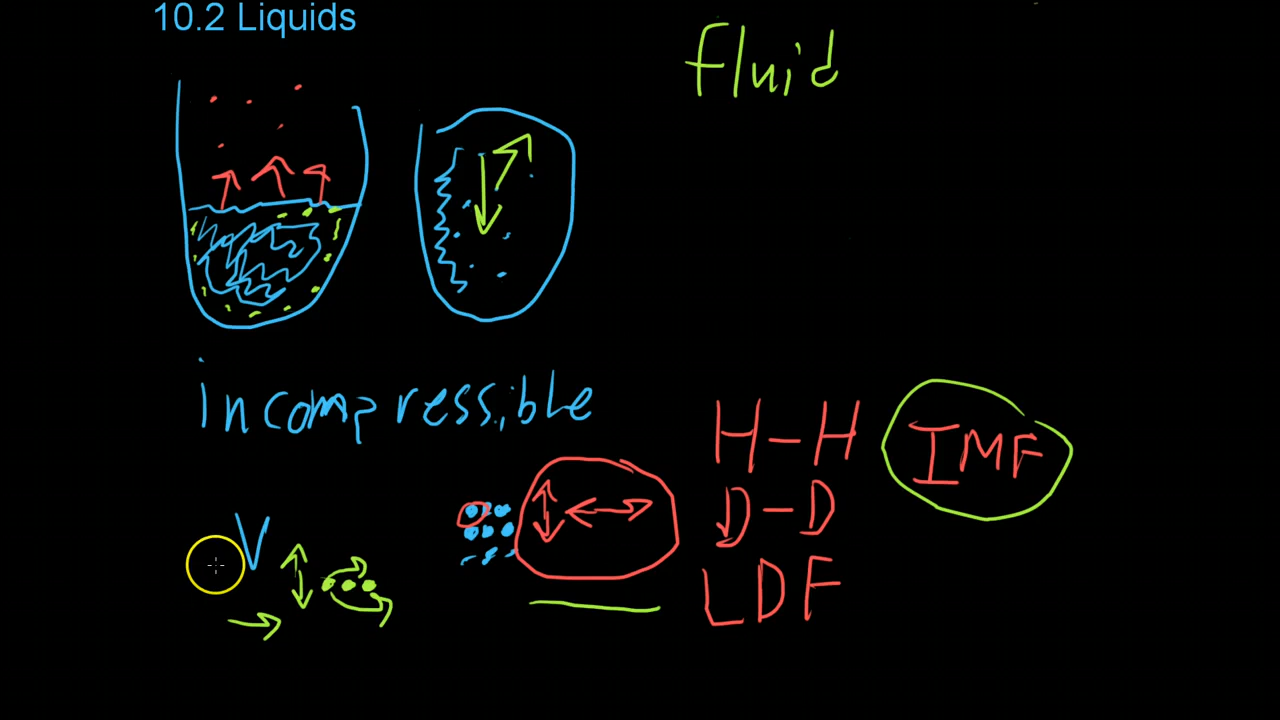 10.2 Liquids
fluid
incompressible
H-H
IMF
D-D
LDF
V